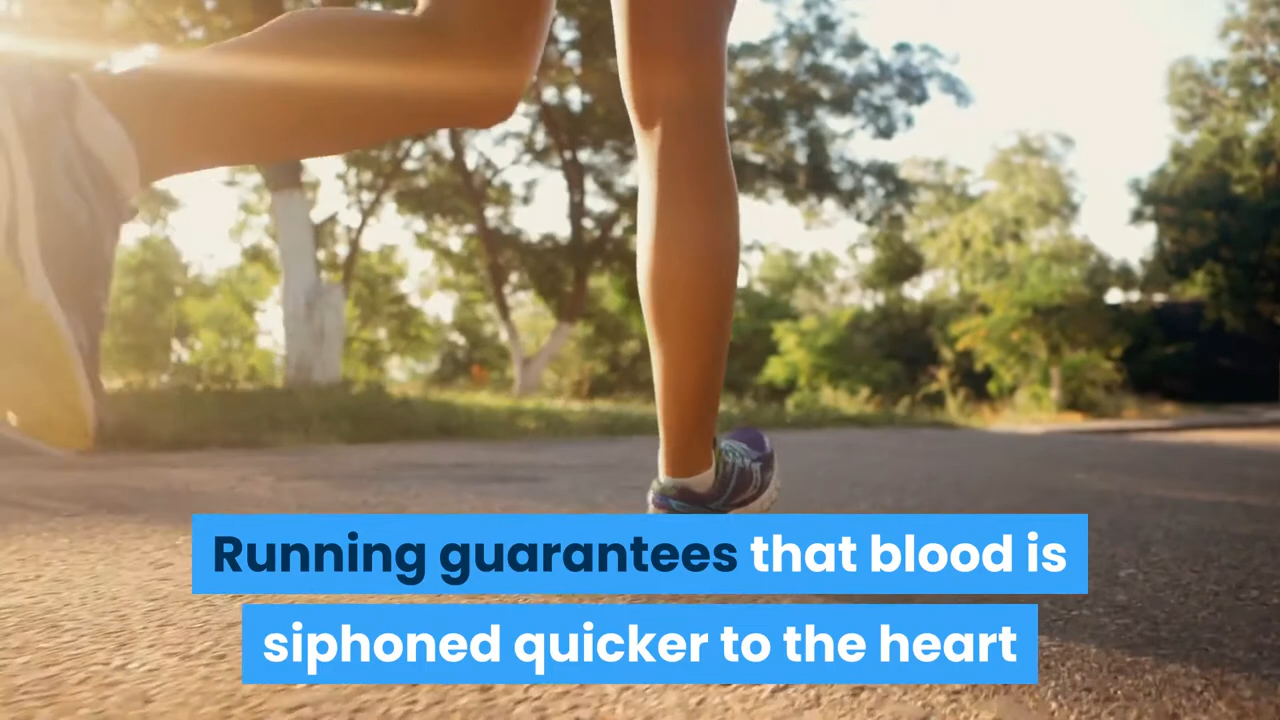 Running guarantees that blood is
siphoned quicker to the heart